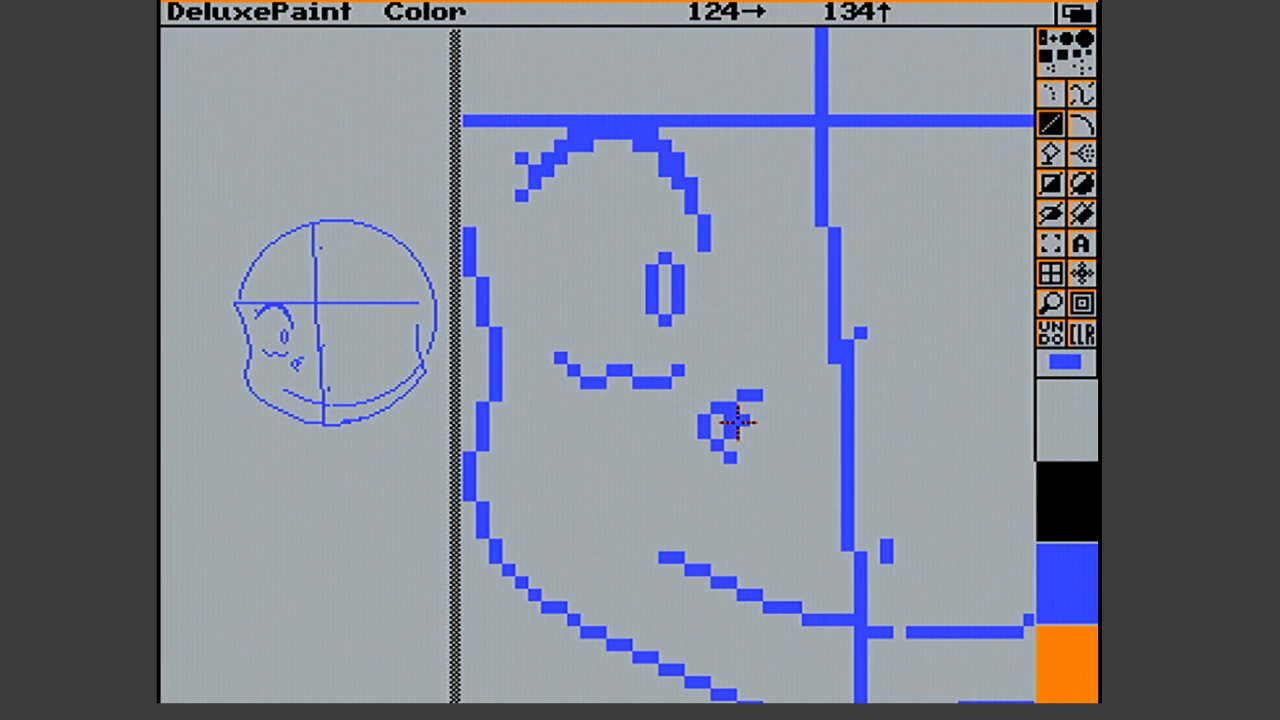 DeluxePaint Color 124→ 134↑
A
UNDO CLR